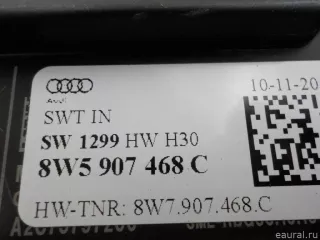 Audi
10-11-20
SWT IN
SW 1299 HW H30
8W5 907 468 C
HW-TNR: 8W7.907.468.C
eaural.ru